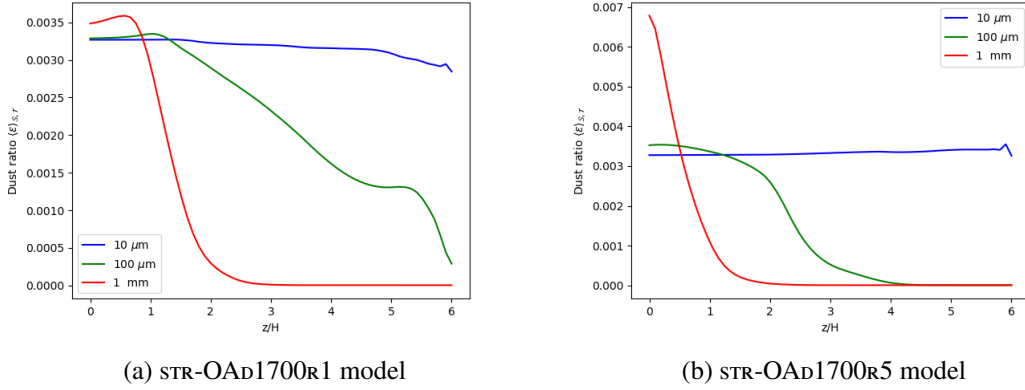 0.0035
0.0030
0.0025
0.0020
0.0015
0.0010
0.0005
0.0000
Dust ratio ⟨ϵ⟩𝒮,𝒯
10 μm
100 μm
1 mm
0 1 2 3 4 5 6
z/H
(a) STR-OAD1700R1 model
0.007
0.006
0.005
0.004
0.003
0.002
0.001
0.000
Dust ratio ⟨ϵ⟩𝒮,𝒯
10 μm
100 μm
1 mm
0 1 2 3 4 5 6
z/H
(b) STR-OAD1700R5 model